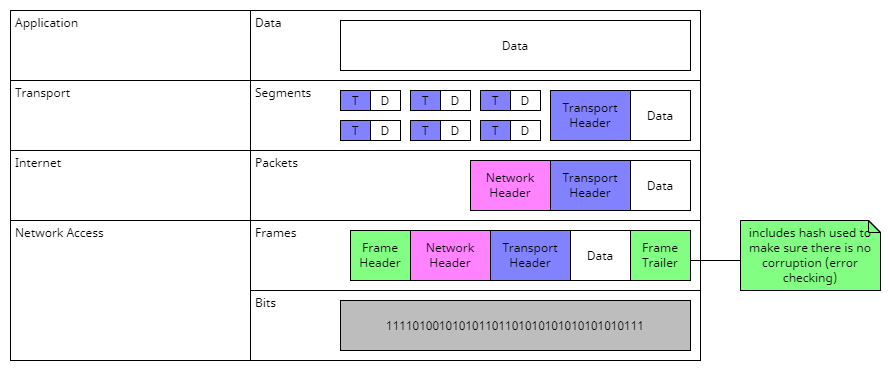 Application
Data
Data
Transport
Segments
T D T D T D
T D T D T D
Transport
Header
Data
Internet
Packets
Network
Header
Transport
Header
Data
Network Access
Frames
Frame
Header
Network
Header
Transport
Header
Data
Frame
Trailer
includes hash used to
make sure there is no
corruption (error
checking)
Bits
1111010010101011011010101010101010101​0111